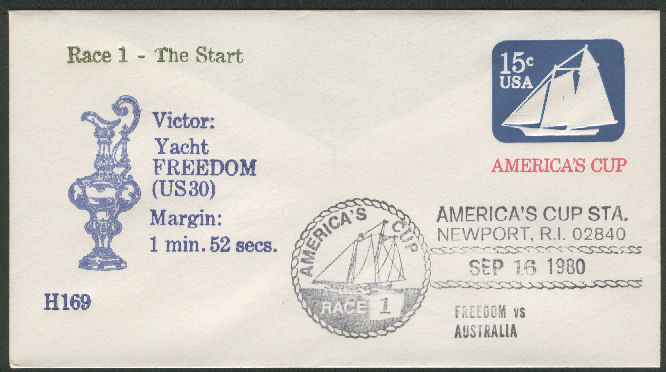 Race 1 - The Start
15c
USA
AMERICA'S CUP
Victor:
Yacht
FREEDOM
(US30)
Margin:
1 min. 52 secs.
H169
AMERICA'S CUP
RACE 1
AMERICA'S CUP STA.
NEWPORT, R.I. 02840
SEP 16 1980
FREEDOM vs
AUSTRALIA